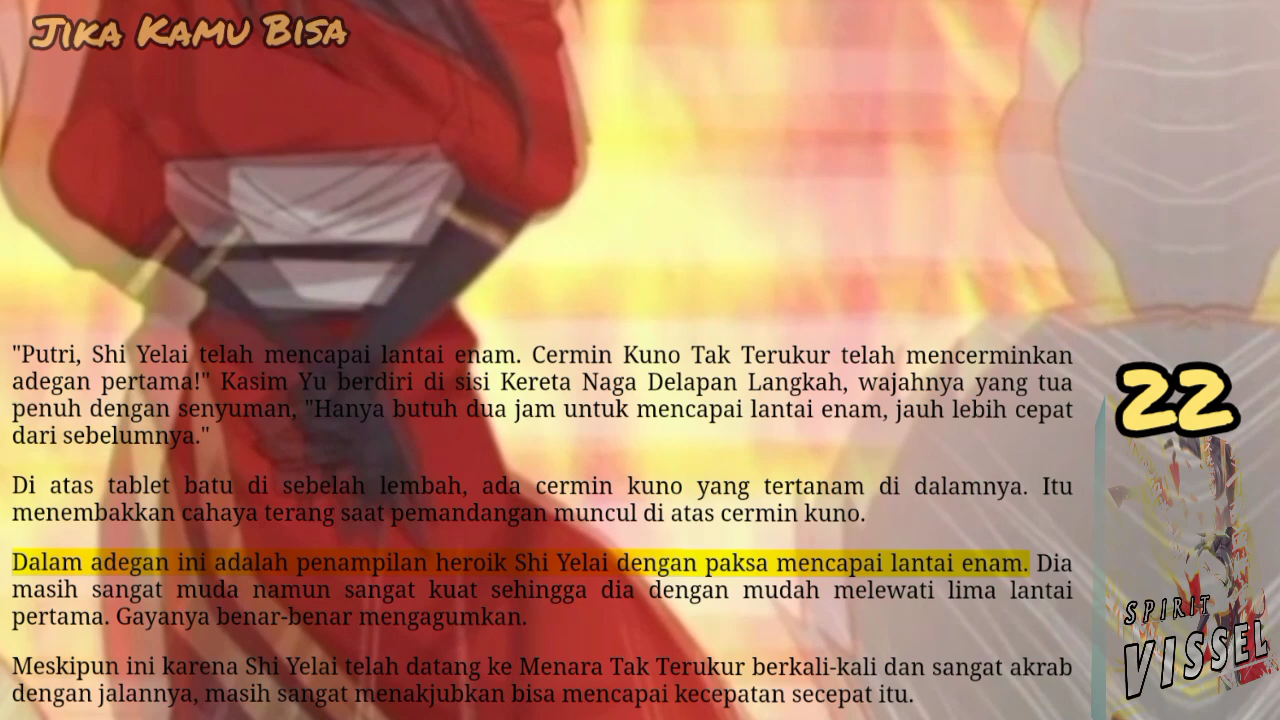 Jika Kamu Bisa
"Putri, Shi Yelai telah mencapai lantai enam. Cermin Kuno Tak Terukur telah mencerminkan
adegan pertama!" Kasim Yu berdiri di sisi Kereta Naga Delapan Langkah, wajahnya yang tua
penuh dengan senyuman, "Hanya butuh dua jam untuk mencapai lantai enam, jauh lebih cepat
dari sebelumnya."
Di atas tablet batu di sebelah lembah, ada cermin kuno yang tertanam di dalamnya. Itu
menembakkan cahaya terang saat pemandangan muncul di atas cermin kuno.
Dalam adegan ini adalah penampilan heroik Shi Yelai dengan paksa mencapai lantai enam. Dia
masih sangat muda namun sangat kuat sehingga dia dengan mudah melewati lima lantai
pertama. Gayanya benar-benar mengagumkan.
Meskipun ini karena Shi Yelai telah datang ke Menara Tak Terukur berkali-kali dan sangat akrab
dengan jalannya, masih sangat menakjubkan bisa mencapai kecepatan secepat itu.
22
SPIRIT
VISSEL